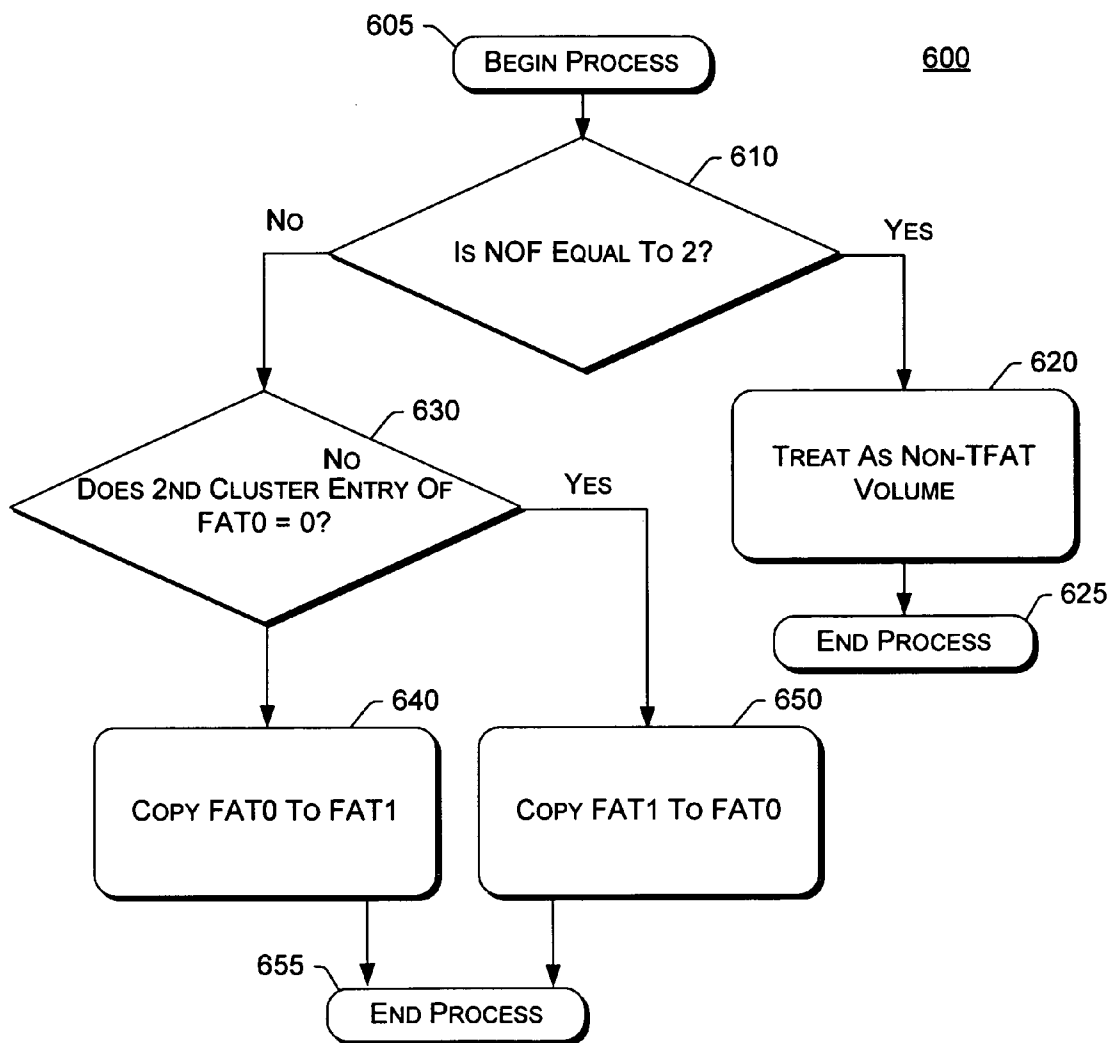 605
BEGIN PROCESS
600
610
NO
YES
IS NOF EQUAL TO 2?
620
630
TREAT AS NON-TFAT
VOLUME
NO
YES
DOES 2ND CLUSTER ENTRY OF
FAT0 = 0?
625
END PROCESS
640
650
COPY FAT0 TO FAT1
COPY FAT1 TO FAT0
655
END PROCESS